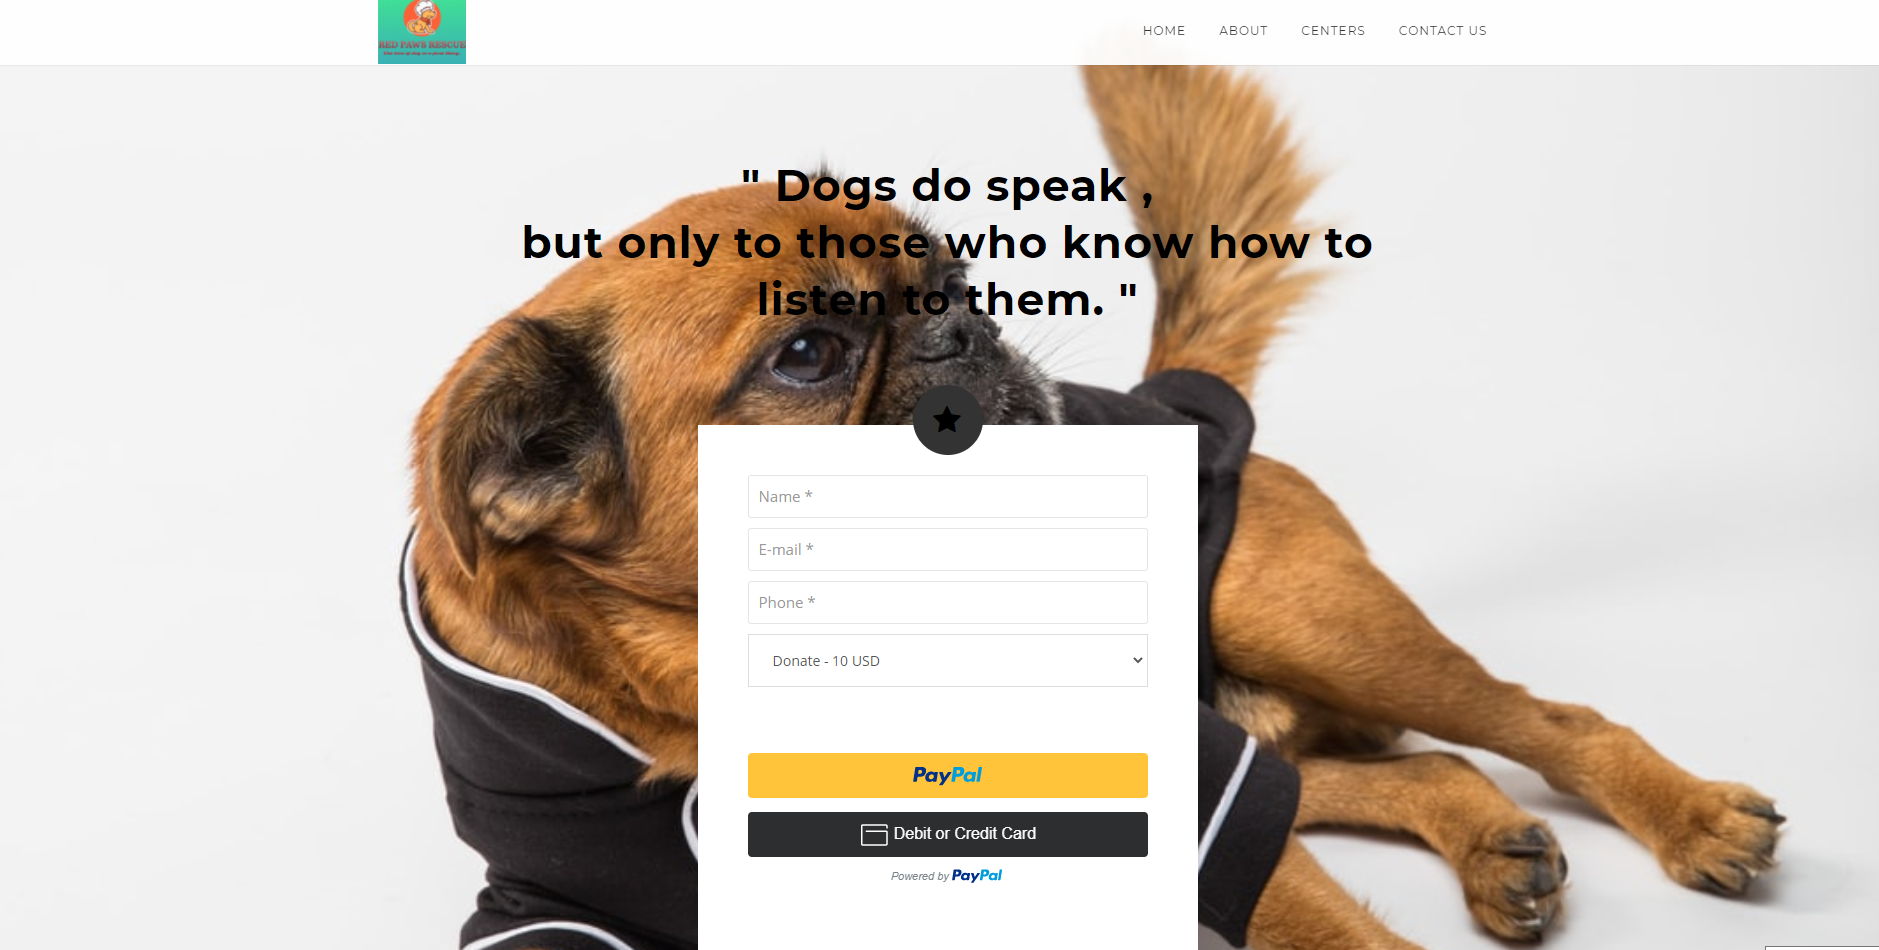 RED PAWS RESCUE
HOME ABOUT CENTERS CONTACT US
" Dogs do speak ,
but only to those who know how to
listen to them. "
Name *
E-mail *
Phone *
Donate - 10 USD
PayPal
Debit or Credit Card
Powered by PayPal